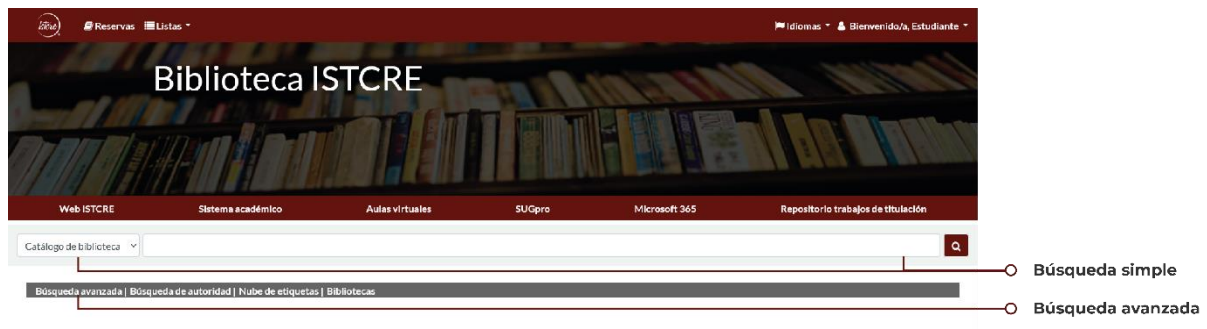 istcre Reservas Listas Idiomas Bienvenido/a, Estudiante
Biblioteca ISTCRE
Web ISTCRE Sistema académico Aulas virtuales SUGpro Microsoft 365 Repositorio trabajos de titulación
Catálogo de biblioteca
Búsqueda simple
Búsqueda avanzada | Búsqueda de autoridad | Nube de etiquetas | Bibliotecas
Búsqueda avanzada